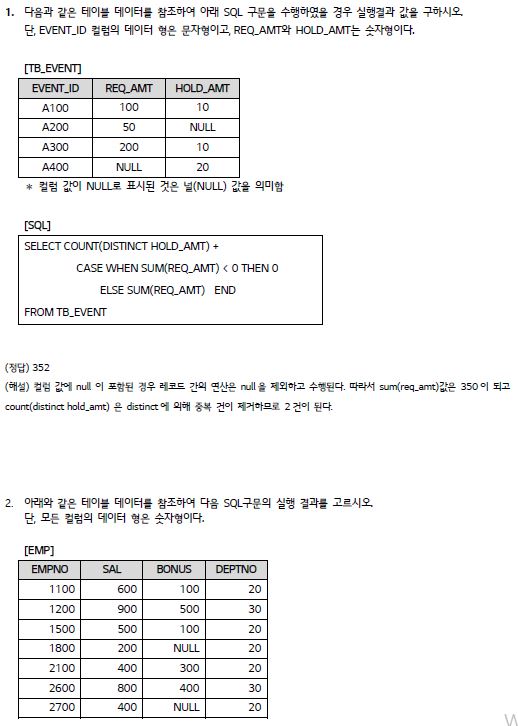 1. 다음과 같은 테이블 데이터를 참조하여 아래 SQL 구문을 수행하였을 경우 실행결과 값을 구하시오.
단, EVENT_ID 컬럼의 데이터 형은 문자형이고, REQ_AMT와 HOLD_AMT는 숫자형이다.
[TB_EVENT]
EVENT_ID REQ_AMT HOLD_AMT
A100 100 10
A200 50 NULL
A300 200 10
A400 NULL 20
* 컬럼 값이 NULL로 표시된 것은 널(NULL) 값을 의미함
[SQL]
SELECT COUNT(DISTINCT HOLD_AMT) +
CASE WHEN SUM(REQ_AMT) < 0 THEN 0
ELSE SUM(REQ_AMT) END
FROM TB_EVENT
(정답) 352
(해설) 컬럼 값에 null 이 포함된 경우 레코드 간의 연산은 null 을 제외하고 수행된다. 따라서 sum(req_amt)값은 350 이 되고
count(distinct hold_amt) 은 distinct 에 의해 중복 건이 제거하므로 2 건이 된다.
2. 아래와 같은 테이블 데이터를 참조하여 다음 SQL구문의 실행 결과를 고르시오.
단, 모든 컬럼의 데이터 형은 숫자형이다.
[EMP]
EMPNO SAL BONUS DEPTNO
1100 600 100 20
1200 900 500 30
1500 500 100 20
1800 200 NULL 20
2100 400 300 20
2600 800 400 30
2700 400 NULL 20